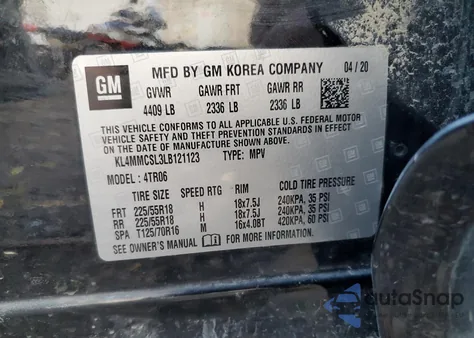 GM
MFD BY GM KOREA COMPANY 04 / 20
GVWR GAWR FRT GAWR RR
4409 LB 2336 LB 2336 LB
THIS VEHICLE CONFORMS TO ALL APPLICABLE U.S. FEDERAL MOTOR
VEHICLE SAFETY AND THEFT PREVENTION STANDARDS IN EFFECT ON
THE DATE OF MANUFACTURE SHOWN ABOVE.
KL4MMCSL3LB121123 TYPE: MPV
MODEL: 4TR06
TIRE SIZE SPEED RTG RIM COLD TIRE PRESSURE
FRT 225/55R18 H 18x7.5J 240KPA, 35 PSI
RR 225/55R18 H 18x7.5J 240KPA, 35 PSI
SPA T125/70R16 M 16x4.0BT 420KPA, 60 PSI
SEE OWNER'S MANUAL FOR MORE INFORMATION.
autoSnap